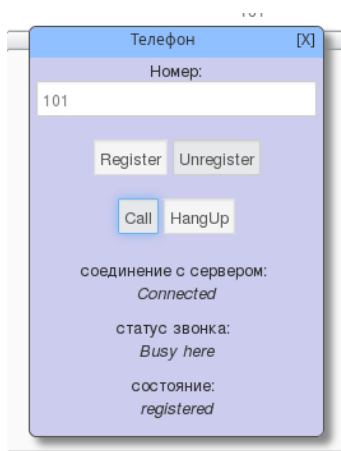 Телефон [X]
Номер:
101
Register Unregister
Call HangUp
соединение с сервером:
Connected
статус звонка:
Busy here
состояние:
registered